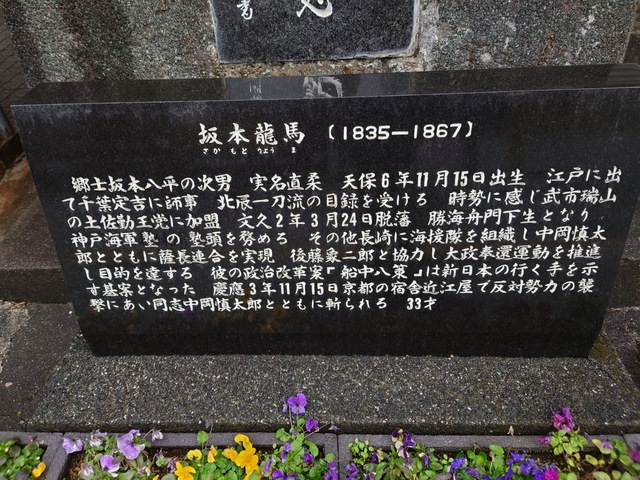 坂本龍馬 (1835—1867)
さかもとりょうま
郷士坂本八平の次男 実名直柔 天保6年11月15日出生 江戸に出
て千葉定吉に師事 北辰一刀流の目録を受ける 時勢に感じ武市瑞山
の土佐勤王党に加盟 文久2年3月24日脱藩 勝海舟門下生となり
神戸海軍塾の塾頭を努める その他長崎に海援隊を組織し中岡慎太
郎とともに薩長連合を実現 後藤象二郎と協力し大政奉還運動を推進
し目的を達する 彼の政治改革案「船中八策」は新日本の行く手を示
す基案となった 慶應3年11月15日京都の宿舎近江屋で反対勢力の襲
撃にあい同志中岡慎太郎とともに斬られる 33才